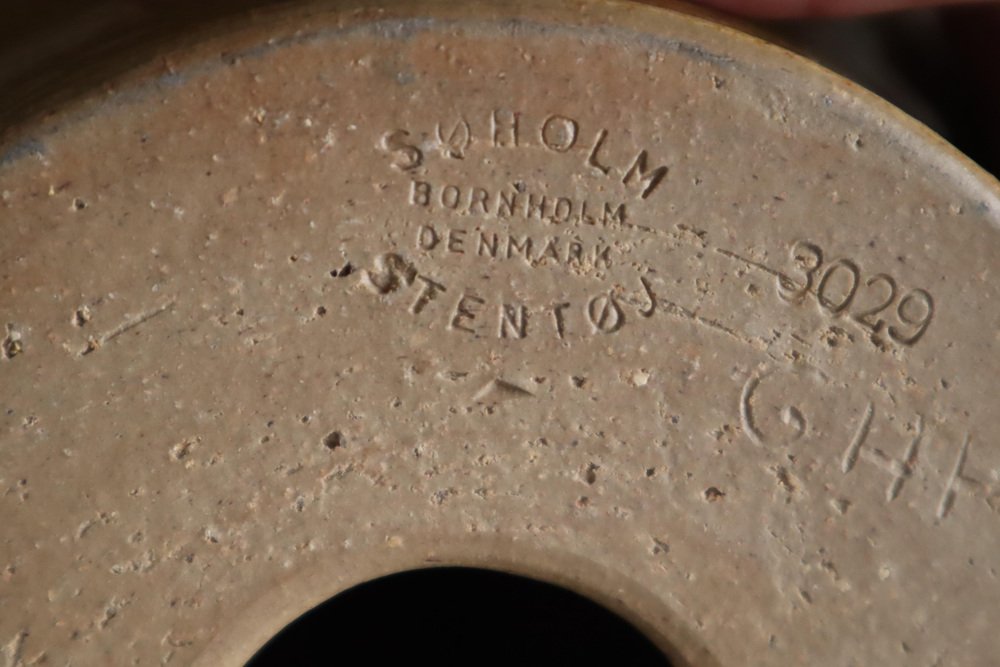 SØHOLM
BORNHOLM
DENMARK
STENTØJ
3029